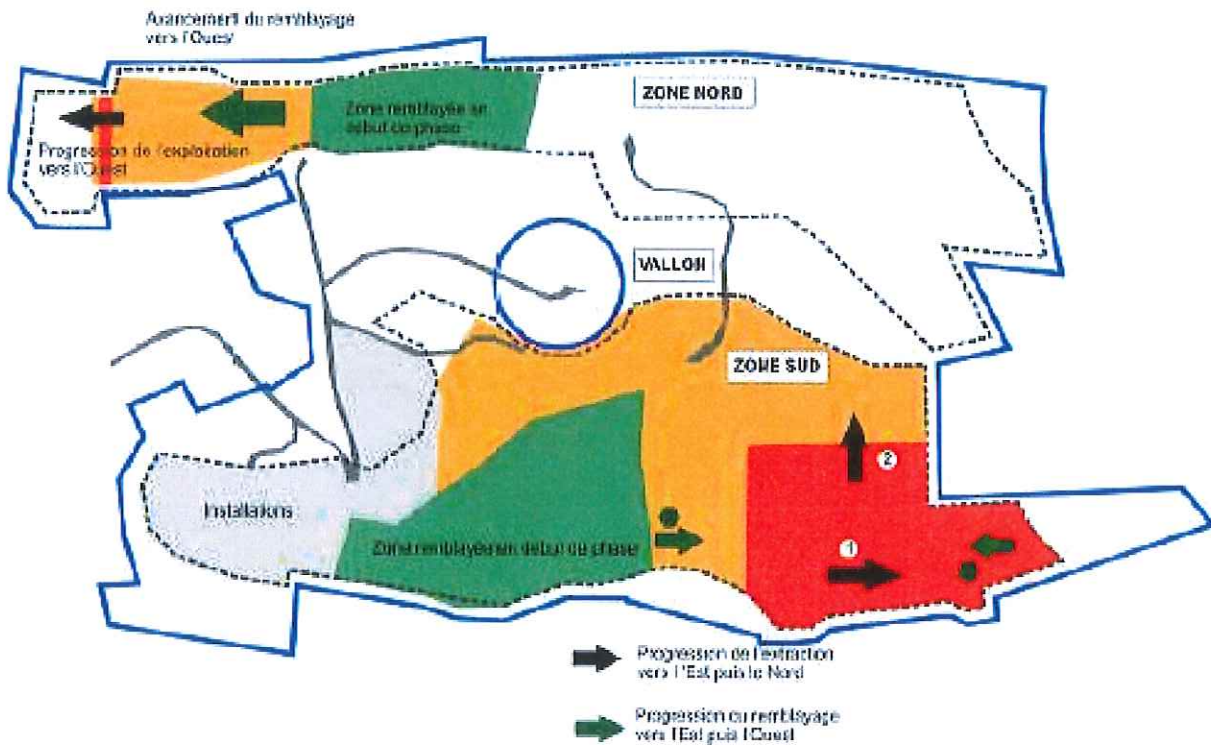 Avancement du remblayage
vers l'Ouest
Zone remblayée en
début de phase
ZONE NORD
Progression de l'exploitation
vers l'Ouest
VALLON
ZONE SUD
2
Installations
Zone remblayée en début de phase
1
Progression de l'extraction
vers l'Est puis le Nord
Progression du remblayage
vers l'Est puis l'Ouest